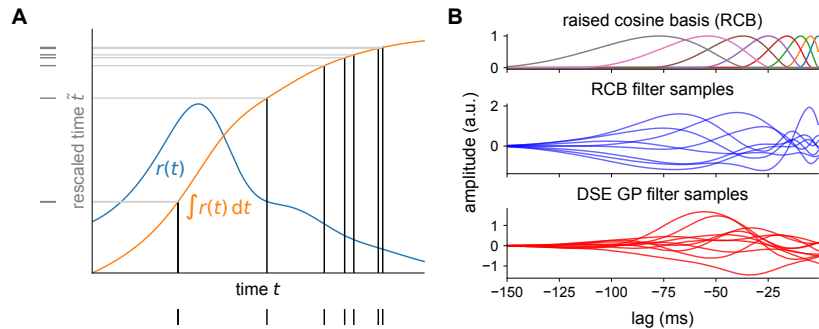 A
rescaled time t̃
r(t)
∫ r(t) dt
time t
B
raised cosine basis (RCB)
1
0
RCB filter samples
2
0
amplitude (a.u.)
DSE GP filter samples
1
0
−1
−150 −125 −100 −75 −50 −25
lag (ms)